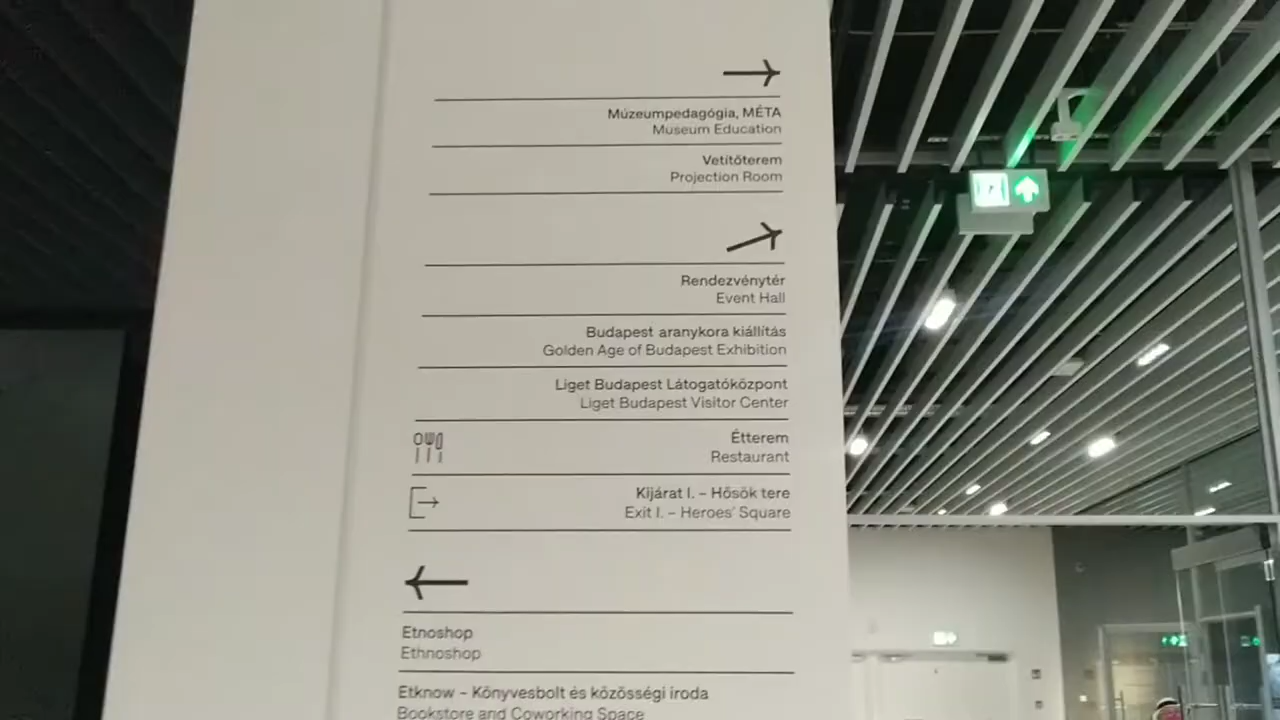 Múzeumpedagógia, MÉTA
Museum Education
Vetítőterem
Projection Room
Rendezvénytér
Event Hall
Budapest aranykora kiállítás
Golden Age of Budapest Exhibition
Liget Budapest Látogatóközpont
Liget Budapest Visitor Center
Étterem
Restaurant
Kijárat I. – Hősök tere
Exit I. – Heroes' Square
Etnoshop
Ethnoshop
Etknow – Könyvesbolt és közösségi iroda
Bookstore and Coworking Space